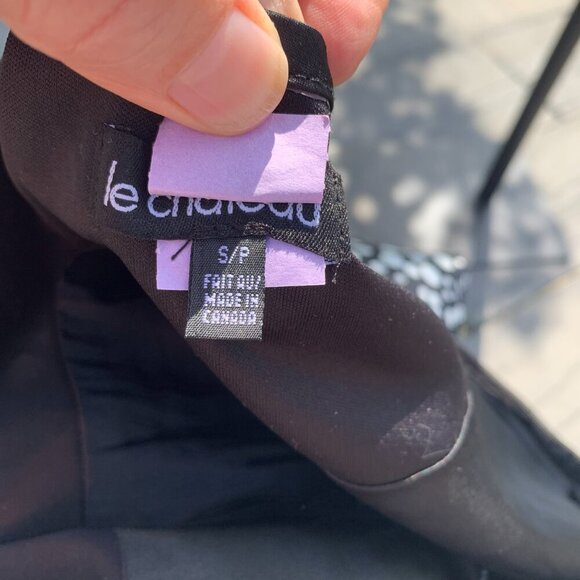 le chateau
S/P
FAIT AU/
MADE IN
CANADA